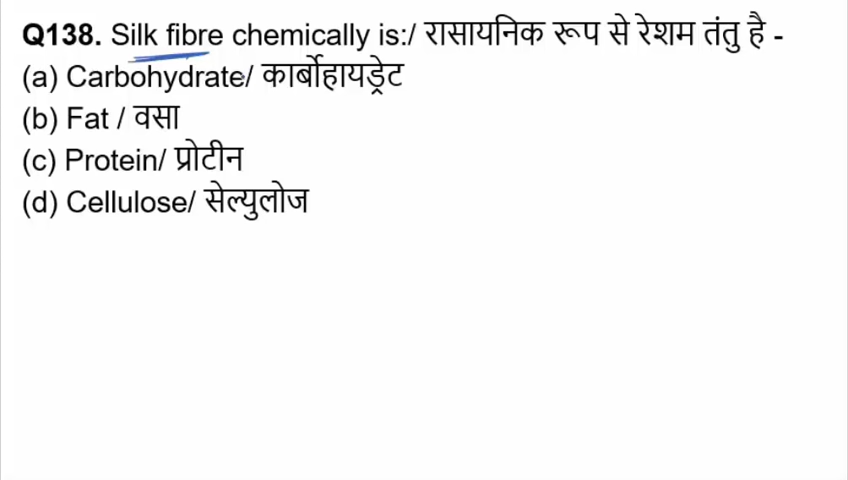 Q138. Silk fibre chemically is:/ रासायनिक रूप से रेशम तंतु है -
(a) Carbohydrate/ कार्बोहायड्रेट
(b) Fat / वसा
(c) Protein/ प्रोटीन
(d) Cellulose/ सेल्युलोज